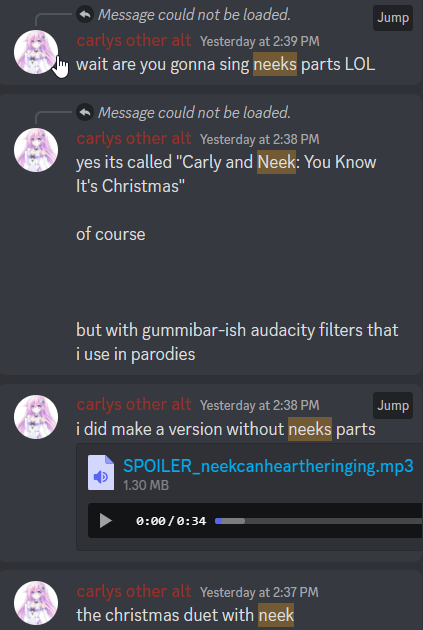 Message could not be loaded.
Jump
carlys other alt Yesterday at 2:39 PM
wait are you gonna sing neeks parts LOL
Message could not be loaded.
carlys other alt Yesterday at 2:38 PM
yes its called "Carly and Neek: You Know
It's Christmas"
of course
but with gummibar-ish audacity filters that
i use in parodies
carlys other alt Yesterday at 2:38 PM
Jump
i did make a version without neeks parts
SPOILER_neekcanheartheringing.mp3
1.30 MB
0:00/0:34
carlys other alt Yesterday at 2:37 PM
the christmas duet with neek